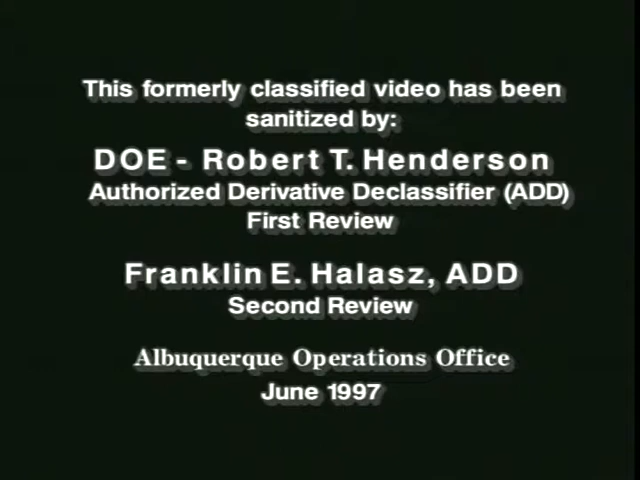 This formerly classified video has been
sanitized by:
DOE - Robert T. Henderson
Authorized Derivative Declassifier (ADD)
First Review
Franklin E. Halasz, ADD
Second Review
Albuquerque Operations Office
June 1997